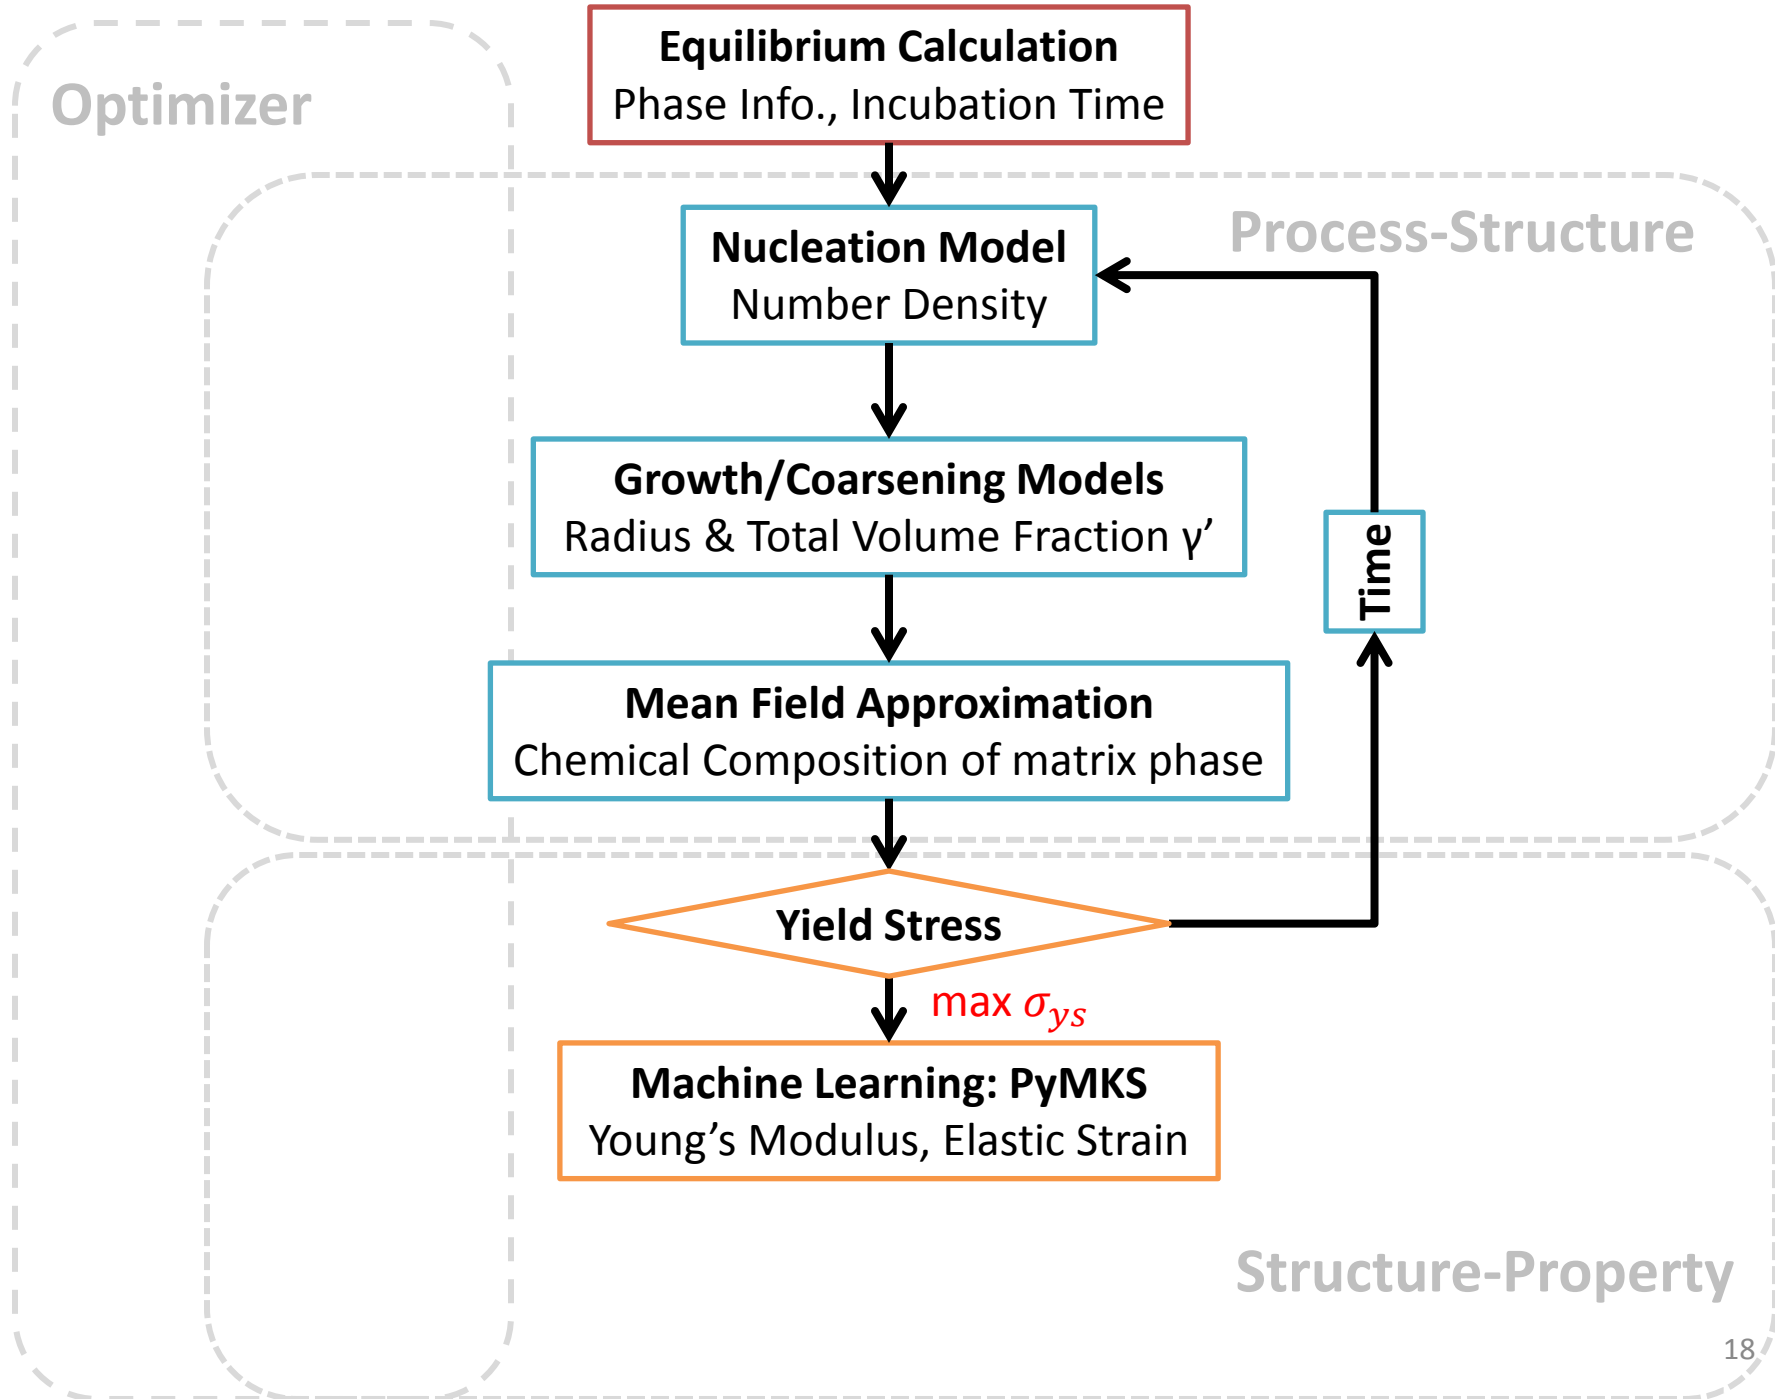 Optimizer
Equilibrium Calculation
Phase Info., Incubation Time
Process-Structure
Nucleation Model
Number Density
Growth/Coarsening Models
Radius & Total Volume Fraction γ’
Time
Mean Field Approximation
Chemical Composition of matrix phase
Yield Stress
max σys
Machine Learning: PyMKS
Young’s Modulus, Elastic Strain
Structure-Property
18